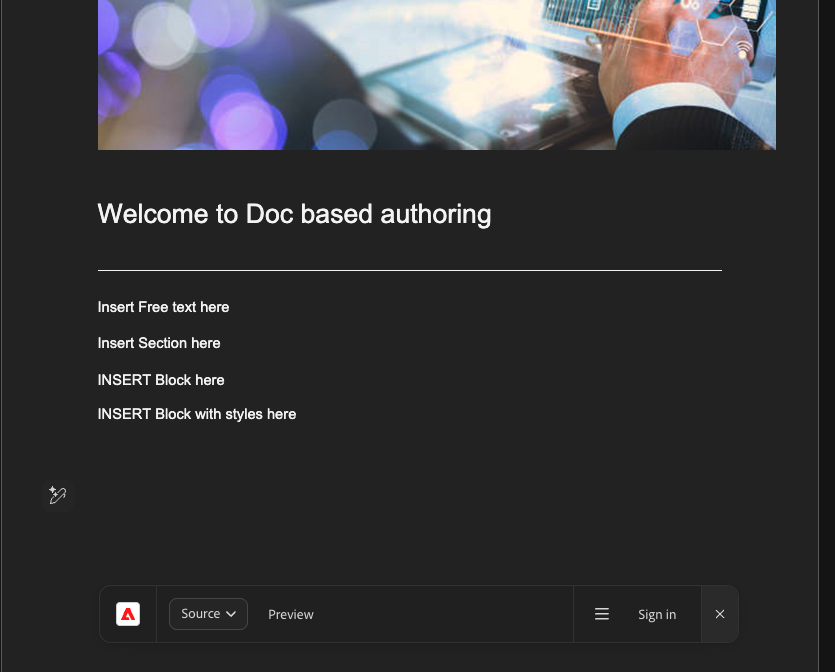 Welcome to Doc based authoring
Insert Free text here
Insert Section here
INSERT Block here
INSERT Block with styles here
Source
Preview
Sign in